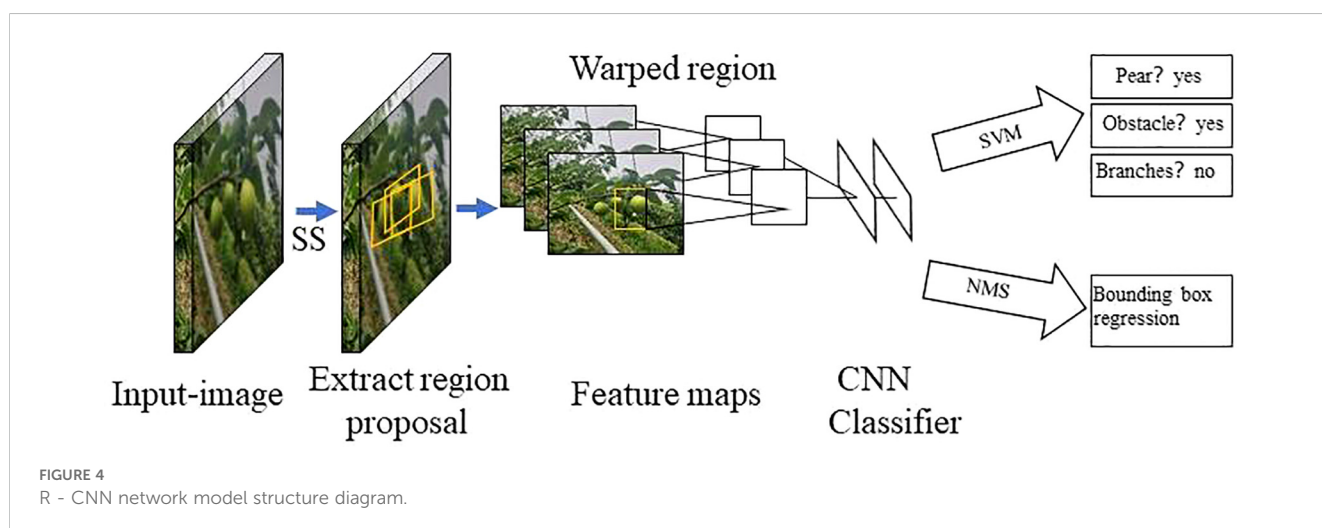 Warped region
SS
Input-image
Extract region
proposal
Feature maps
CNN
Classifier
SVM
Pear? yes
Obstacle? yes
Branches? no
NMS
Bounding box
regression
FIGURE 4
R - CNN network model structure diagram.